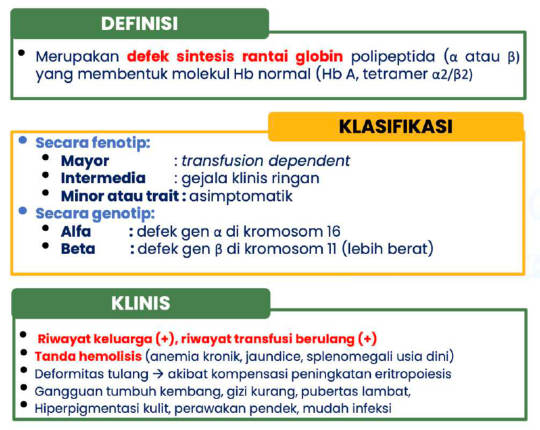 DEFINISI
• Merupakan defek sintesis rantai globin polipeptida (α atau β)
yang membentuk molekul Hb normal (Hb A, tetramer α2/β2)
KLASIFIKASI
• Secara fenotip:
• Mayor : transfusion dependent
• Intermedia : gejala klinis ringan
• Minor atau trait : asimptomatik
• Secara genotip:
• Alfa : defek gen α di kromosom 16
• Beta : defek gen β di kromosom 11 (lebih berat)
KLINIS
• Riwayat keluarga (+), riwayat transfusi berulang (+)
• Tanda hemolisis (anemia kronik, jaundice, splenomegali usia dini)
• Deformitas tulang → akibat kompensasi peningkatan eritropoiesis
• Gangguan tumbuh kembang, gizi kurang, pubertas lambat,
• Hiperpigmentasi kulit, perawakan pendek, mudah infeksi